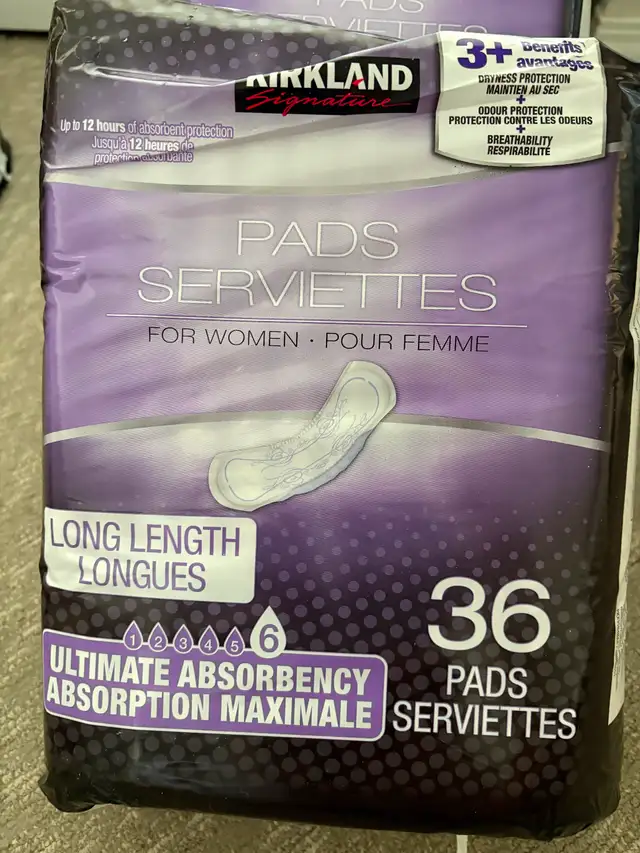 PADS
SERVIETTES
KIRKLAND
Signature
3+ Benefits
avantages
DRYNESS PROTECTION
MAINTIEN AU SEC
+
ODOUR PROTECTION
PROTECTION CONTRE LES ODEURS
+
BREATHABILITY
RESPIRABILITÉ
Up to 12 hours of absorbent protection
Jusqu'à 12 heures de
protection absorbante
PADS
SERVIETTES
FOR WOMEN · POUR FEMME
LONG LENGTH
LONGUES
1 2 3 4 5 6
ULTIMATE ABSORBENCY
ABSORPTION MAXIMALE
36
PADS
SERVIETTES